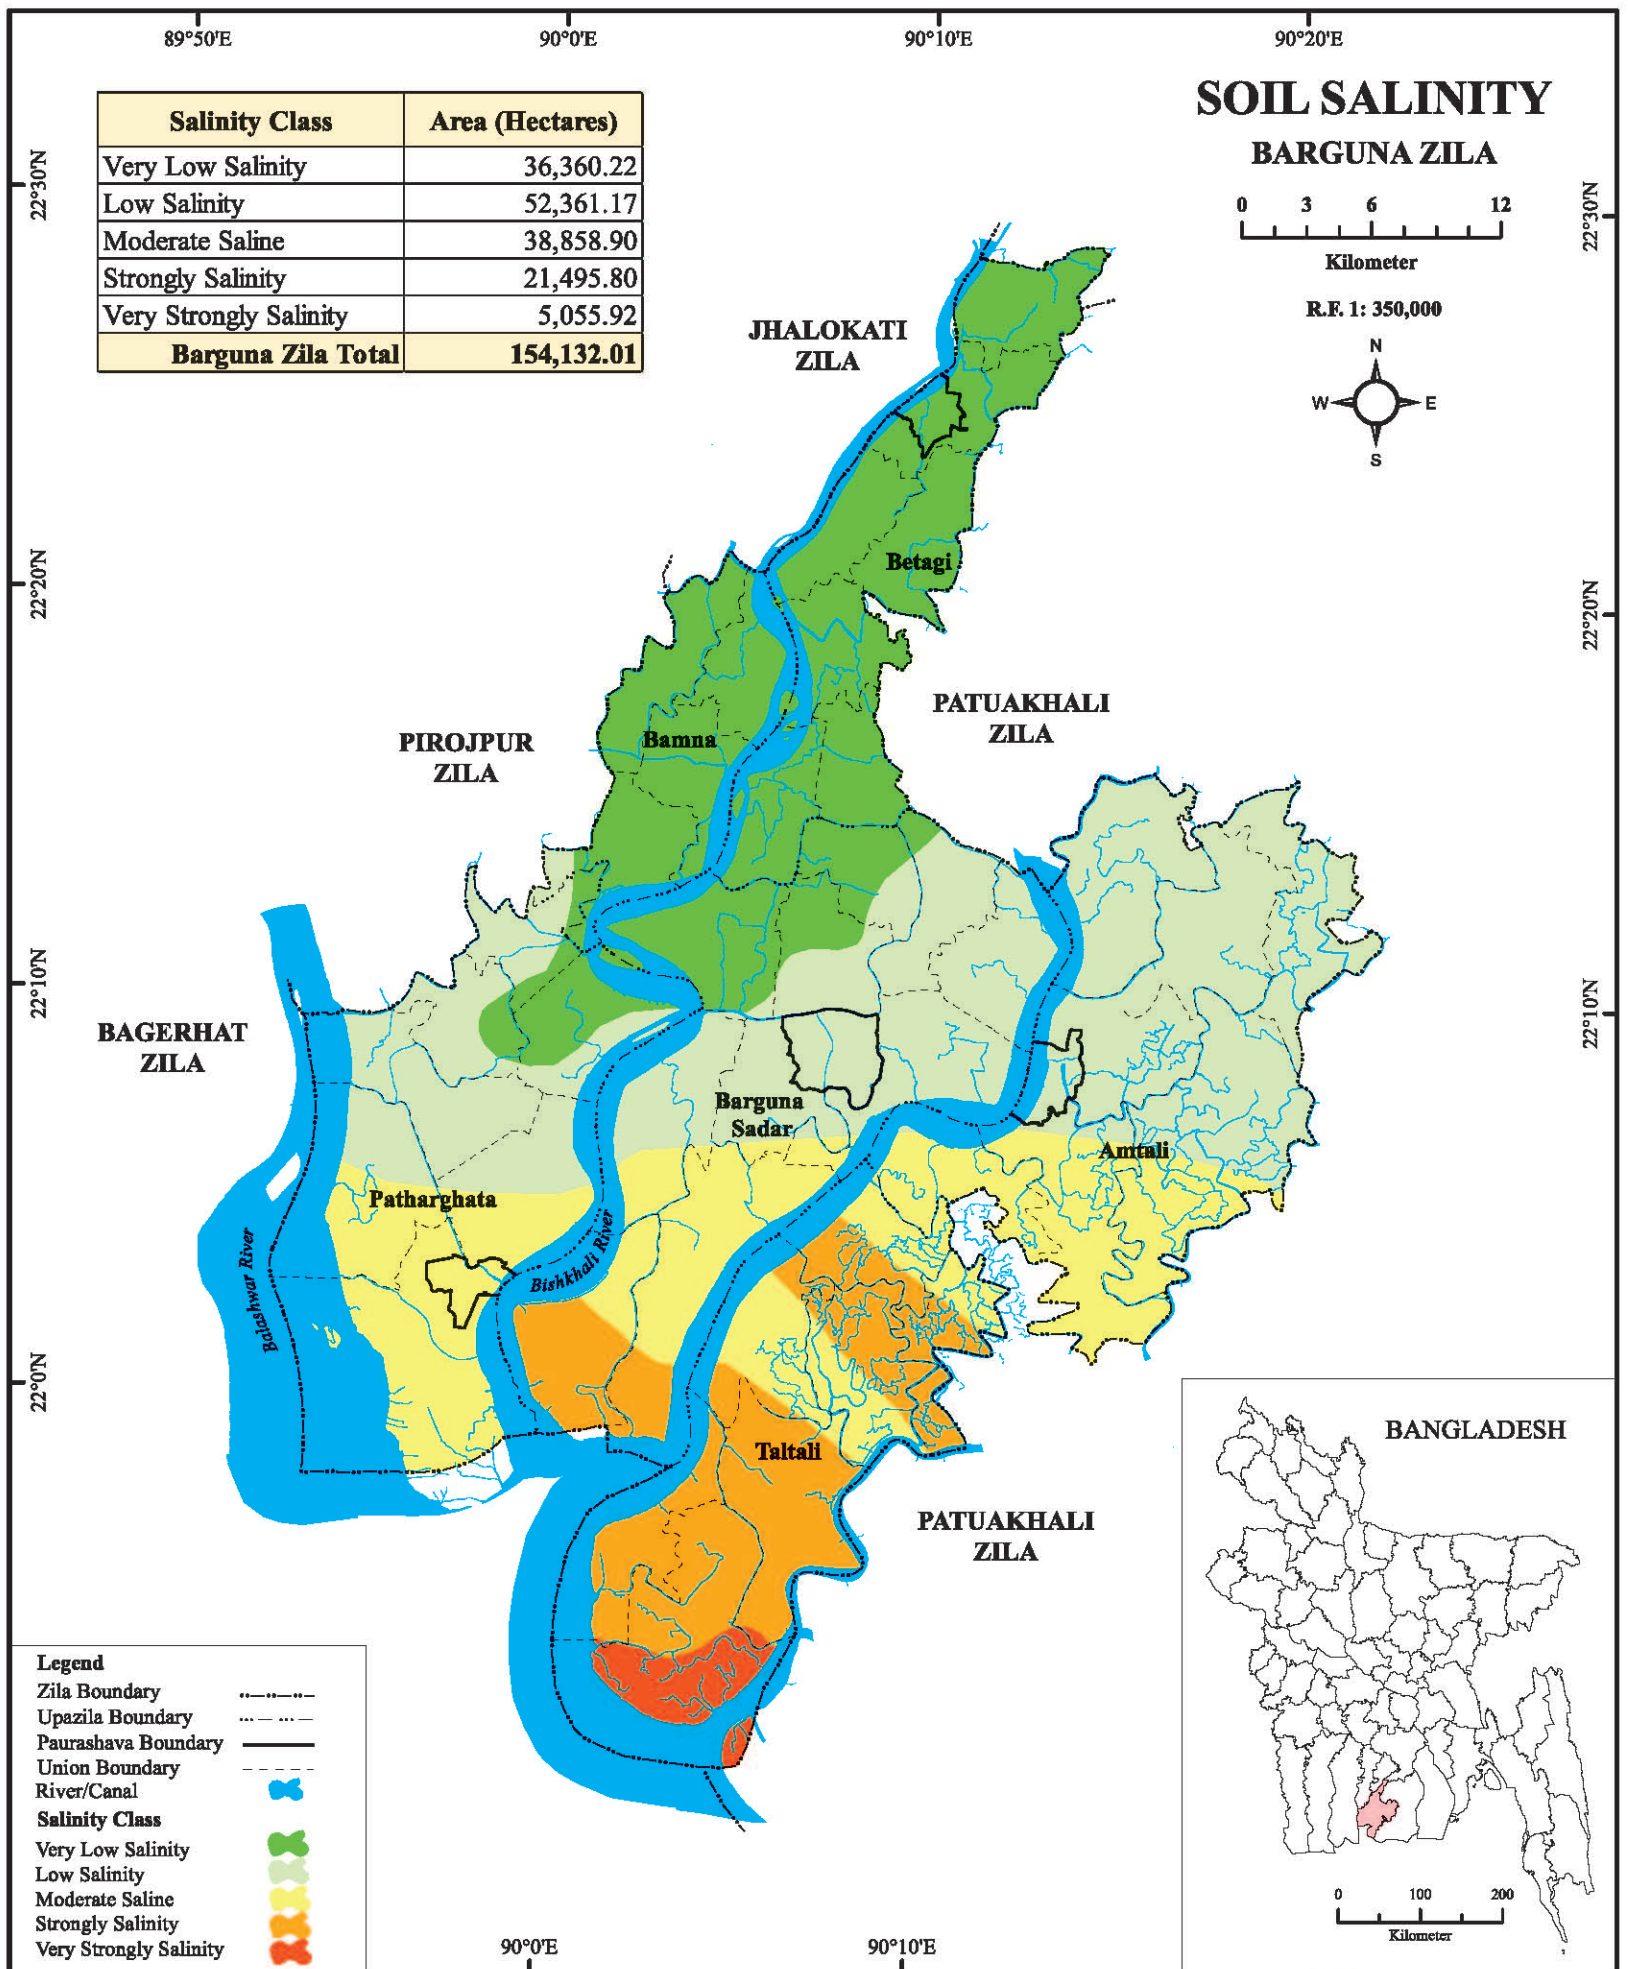 89°50'E 90°0'E 90°10'E 90°20'E
SOIL SALINITY
BARGUNA ZILA
0 3 6 12
Kilometer
R.F. 1: 350,000
N
W E
S
Salinity Class Area (Hectares)
Very Low Salinity 36,360.22
Low Salinity 52,361.17
Moderate Saline 38,858.90
Strongly Salinity 21,495.80
Very Strongly Salinity 5,055.92
Barguna Zila Total 154,132.01
22°30'N
22°30'N
JHALOKATI
ZILA
Betagi
22°20'N
22°20'N
PATUAKHALI
ZILA
PIROJPUR
ZILA
Bamna
22°10'N
22°10'N
BAGERHAT
ZILA
Barguna
Sadar
Amtali
Patharghata
Balashwar River
Bishkhali River
22°0'N
Taltali
PATUAKHALI
ZILA
BANGLADESH
0 100 200
Kilometer
Legend
Zila Boundary
Upazila Boundary
Paurashava Boundary
Union Boundary
River/Canal
Salinity Class
Very Low Salinity
Low Salinity
Moderate Saline
Strongly Salinity
Very Strongly Salinity
90°0'E 90°10'E